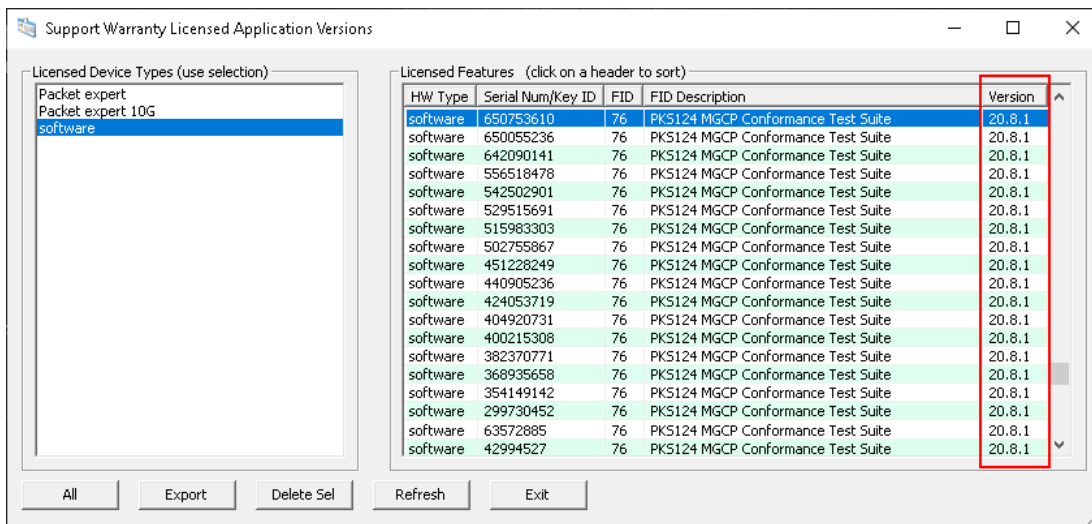 Support Warranty Licensed Application Versions
Licensed Device Types (use selection)
Packet expert
Packet expert 10G
software
Licensed Features (click on a header to sort)
HW Type Serial Num/Key ID FID FID Description Version
software 650753610 76 PKS124 MGCP Conformance Test Suite 20.8.1
software 650055236 76 PKS124 MGCP Conformance Test Suite 20.8.1
software 642090141 76 PKS124 MGCP Conformance Test Suite 20.8.1
software 556518478 76 PKS124 MGCP Conformance Test Suite 20.8.1
software 542502901 76 PKS124 MGCP Conformance Test Suite 20.8.1
software 529515691 76 PKS124 MGCP Conformance Test Suite 20.8.1
software 515983303 76 PKS124 MGCP Conformance Test Suite 20.8.1
software 502755867 76 PKS124 MGCP Conformance Test Suite 20.8.1
software 451228249 76 PKS124 MGCP Conformance Test Suite 20.8.1
software 440905236 76 PKS124 MGCP Conformance Test Suite 20.8.1
software 424053719 76 PKS124 MGCP Conformance Test Suite 20.8.1
software 404920731 76 PKS124 MGCP Conformance Test Suite 20.8.1
software 400215308 76 PKS124 MGCP Conformance Test Suite 20.8.1
software 382370771 76 PKS124 MGCP Conformance Test Suite 20.8.1
software 368935658 76 PKS124 MGCP Conformance Test Suite 20.8.1
software 354149142 76 PKS124 MGCP Conformance Test Suite 20.8.1
software 299730452 76 PKS124 MGCP Conformance Test Suite 20.8.1
software 63572885 76 PKS124 MGCP Conformance Test Suite 20.8.1
software 42994527 76 PKS124 MGCP Conformance Test Suite 20.8.1
All Export Delete Sel Refresh Exit